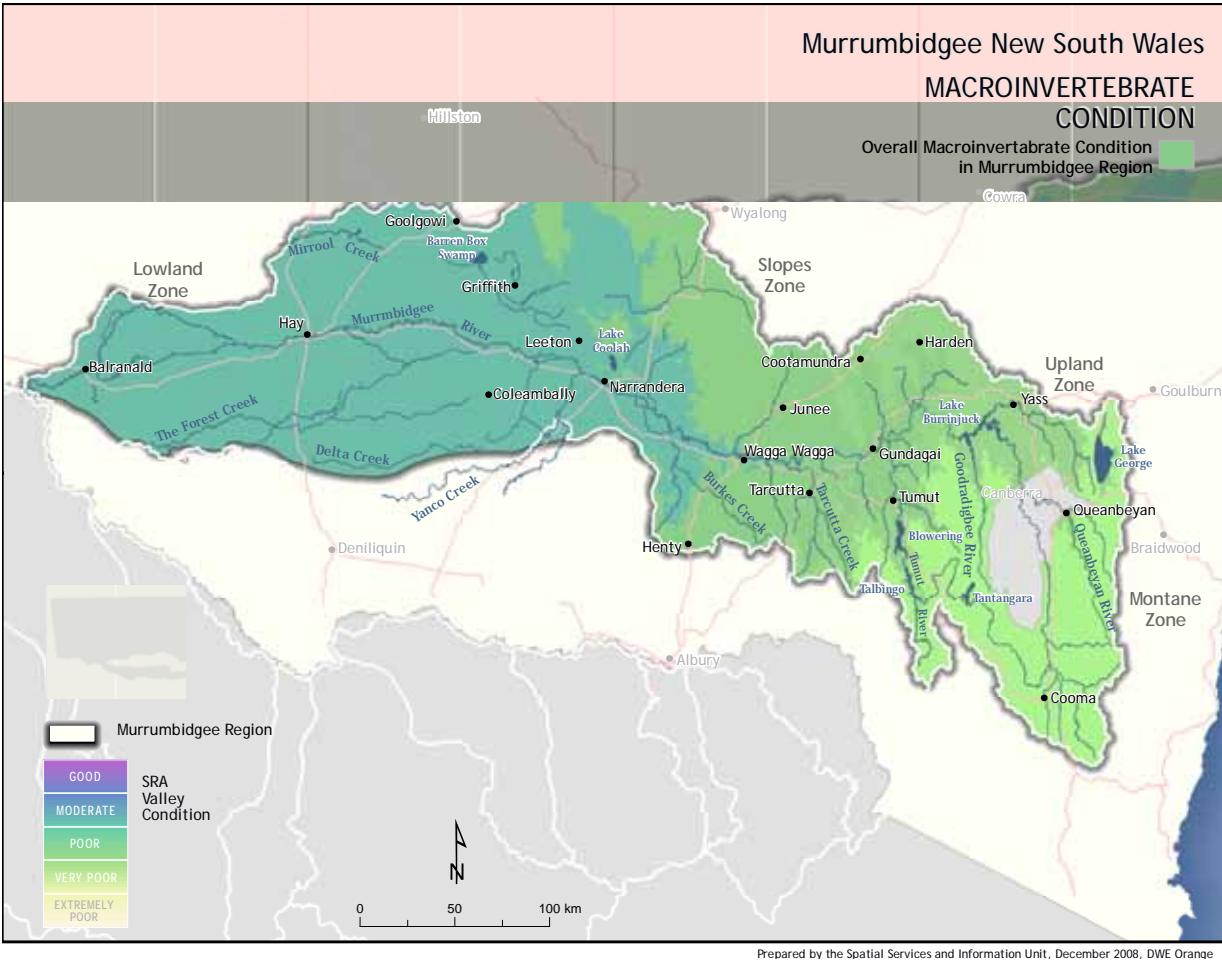 Murrumbidgee New South Wales
MACROINVERTEBRATE
CONDITION
Overall Macroinvertabrate Condition
in Murrumbidgee Region
Hillston
Cowra
Wyalong
Goolgowi
Mirrool Creek
Barren Box
Swamp
Lowland
Zone
Slopes
Zone
Griffith
Hay
Murrmbidgee
River
Leeton
Lake
Coolah
Harden
Cootamundra
Upland
Zone
Balranald
Coleambally
Narrandera
Goulburn
Yass
Lake
Burrinjuck
Junee
The Forest Creek
Delta Creek
Wagga Wagga
Gundagai
Lake
George
Yanco Creek
Burkes Creek
Tarcutta
Tarcutta Creek
Tumut
Goodradigbee River
Canberra
Queanbeyan
Queanbeyan River
Deniliquin
Henty
Blowering
Braidwood
Talbingo
Tumut
River
Tantangara
Montane
Zone
Albury
Cooma
Murrumbidgee Region
GOOD
MODERATE
POOR
VERY POOR
EXTREMELY
POOR
SRA
Valley
Condition
N
0 50 100 km
Prepared by the Spatial Services and Information Unit, December 2008, DWE Orange